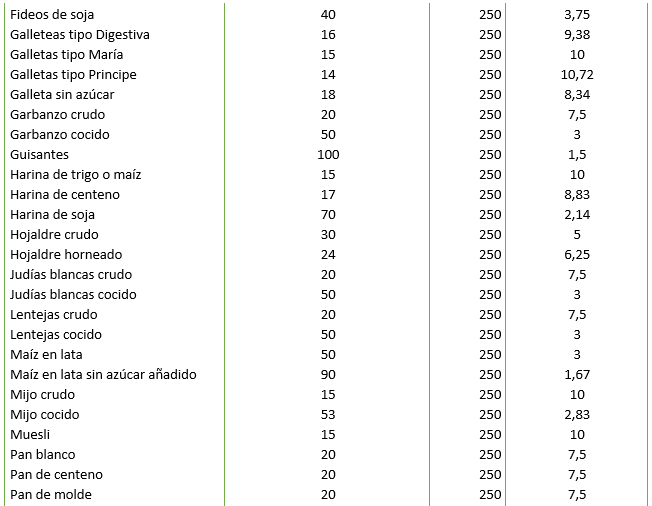 Fideos de soja 40 250 3,75
Galleteas tipo Digestiva 16 250 9,38
Galletas tipo María 15 250 10
Galletas tipo Principe 14 250 10,72
Galleta sin azúcar 18 250 8,34
Garbanzo crudo 20 250 7,5
Garbanzo cocido 50 250 3
Guisantes 100 250 1,5
Harina de trigo o maíz 15 250 10
Harina de centeno 17 250 8,83
Harina de soja 70 250 2,14
Hojaldre crudo 30 250 5
Hojaldre horneado 24 250 6,25
Judías blancas crudo 20 250 7,5
Judías blancas cocido 50 250 3
Lentejas crudo 20 250 7,5
Lentejas cocido 50 250 3
Maíz en lata 50 250 3
Maíz en lata sin azúcar añadido 90 250 1,67
Mijo crudo 15 250 10
Mijo cocido 53 250 2,83
Muesli 15 250 10
Pan blanco 20 250 7,5
Pan de centeno 20 250 7,5
Pan de molde 20 250 7,5